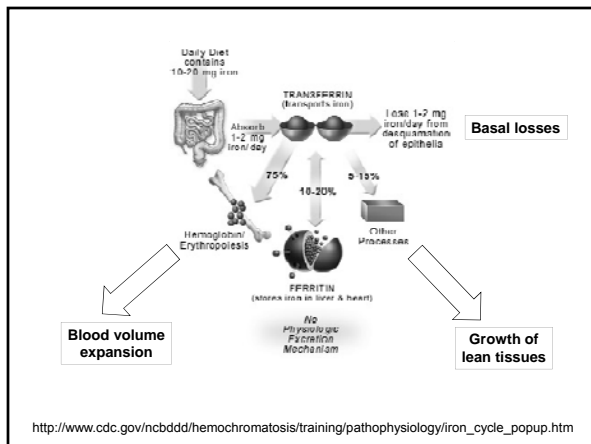 Daily Diet
contains
10-20 mg iron
TRANSFERRIN
(transports iron)
Absorb
1-2 mg
iron/day
Lose 1-2 mg
iron/day from
desquamation
of epithelia
Basal losses
75%
10-20%
5-15%
Hemoglobin/
Erythropoiesis
Other
Processes
FERRITIN
(stores iron in liver & heart)
No
Physiologic
Excretion
Mechanism
Blood volume
expansion
Growth of
lean tissues
http://www.cdc.gov/ncbddd/hemochromatosis/training/pathophysiology/iron_cycle_popup.htm